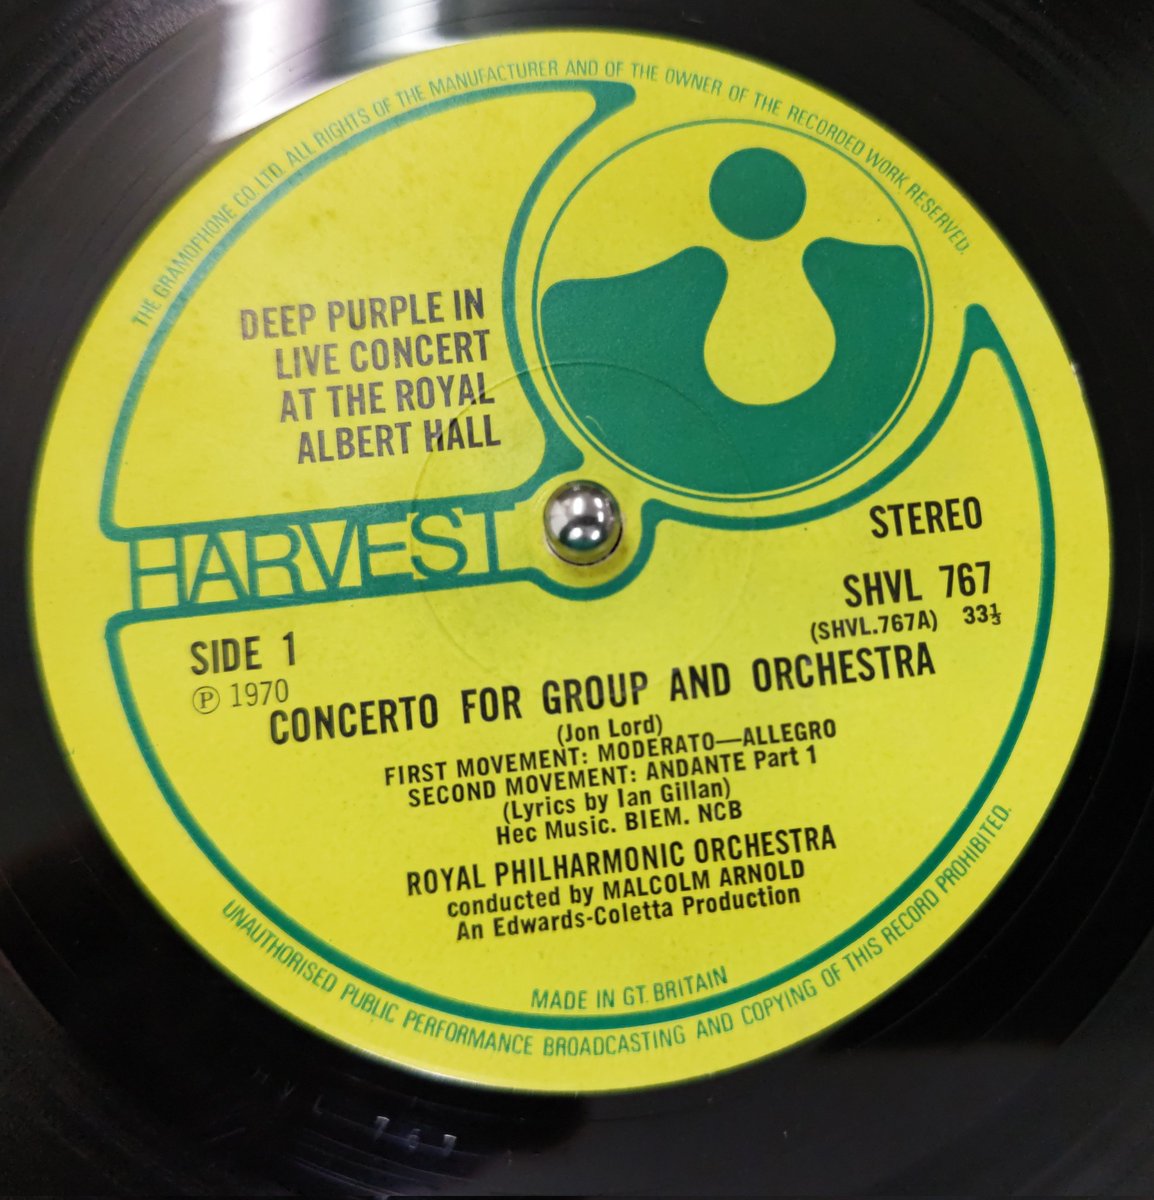 THE GRAMOPHONE CO. LTD. ALL RIGHTS OF THE MANUFACTURER AND OF THE OWNER OF THE RECORDED WORK RESERVED.
DEEP PURPLE IN
LIVE CONCERT
AT THE ROYAL
ALBERT HALL
HARVEST
STEREO
SHVL 767
(SHVL.767A) 33⅓
SIDE 1
Ⓟ 1970
CONCERTO FOR GROUP AND ORCHESTRA
(Jon Lord)
FIRST MOVEMENT: MODERATO—ALLEGRO
SECOND MOVEMENT: ANDANTE Part 1
(Lyrics by Ian Gillan)
Hec Music. BIEM. NCB
ROYAL PHILHARMONIC ORCHESTRA
conducted by MALCOLM ARNOLD
An Edwards-Coletta Production
MADE IN GT. BRITAIN
UNAUTHORISED PUBLIC PERFORMANCE BROADCASTING AND COPYING OF THIS RECORD PROHIBITED.